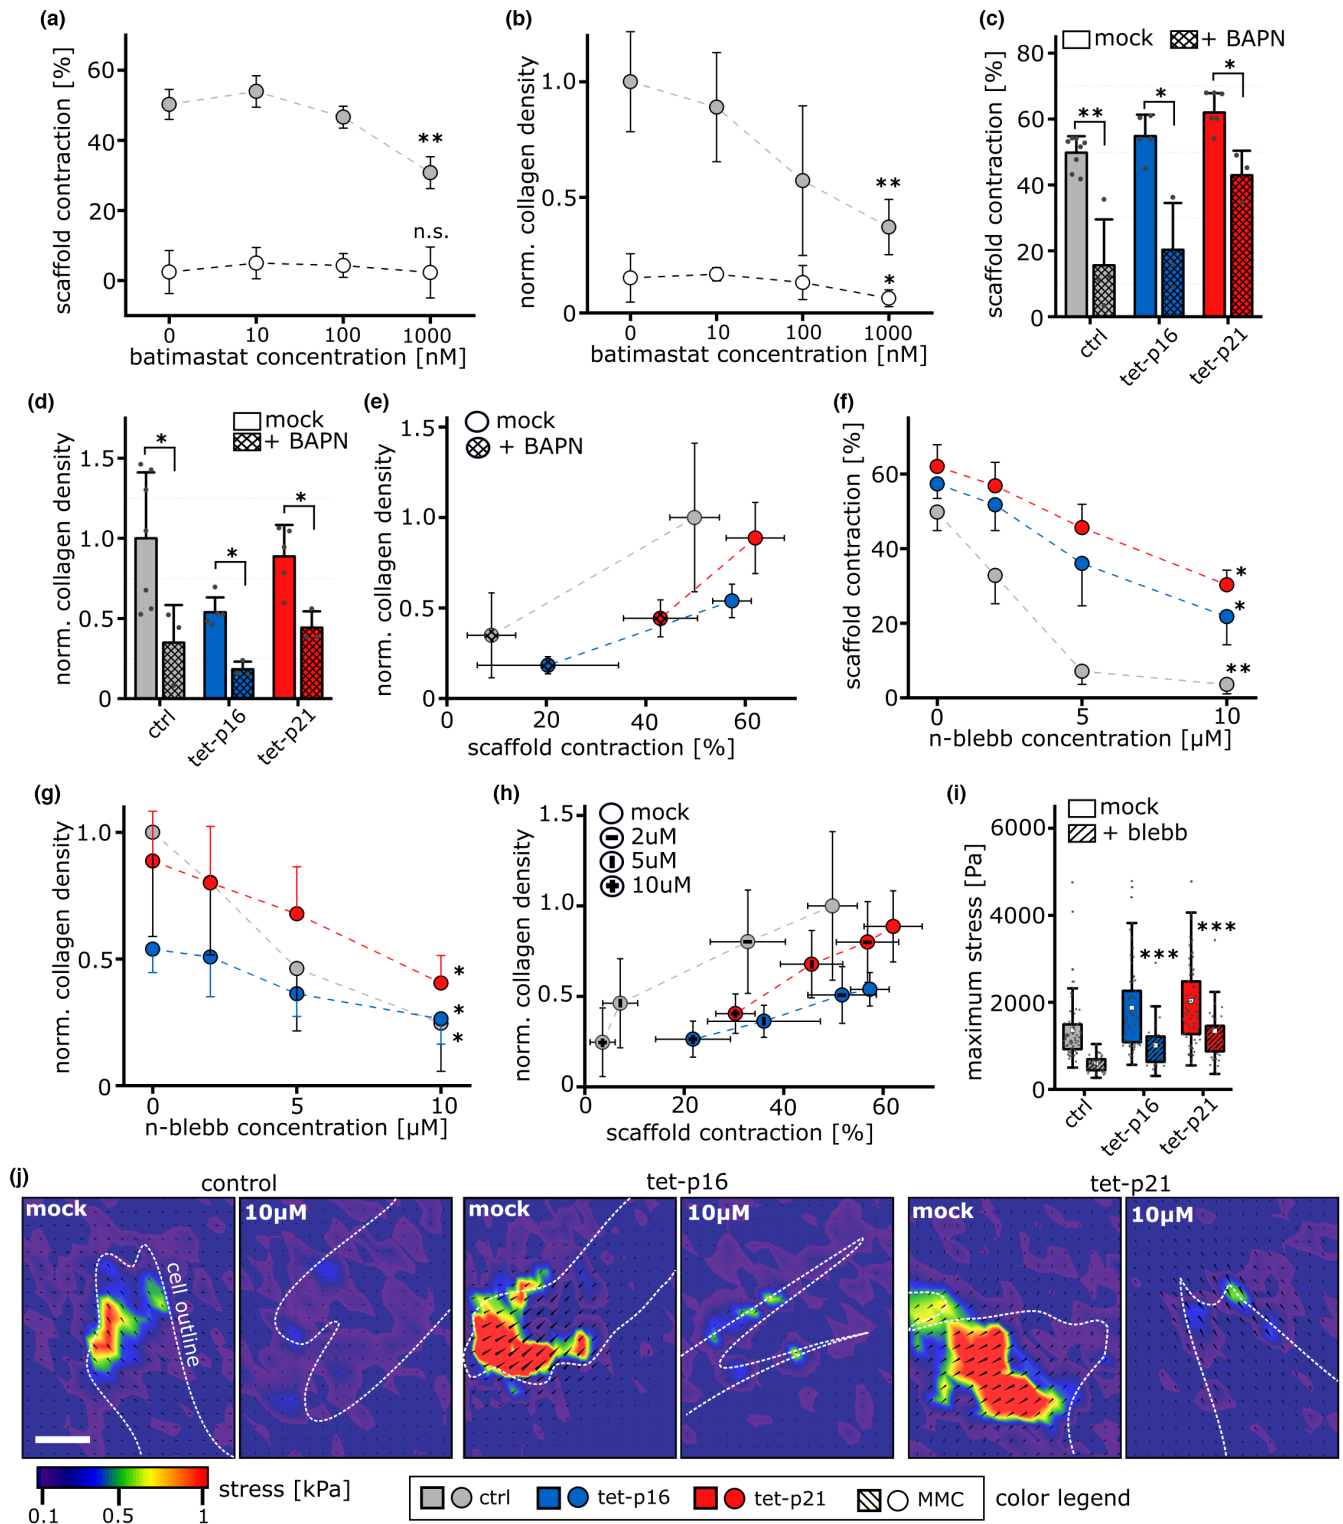 (a)
scaffold contraction [%]
60
40
20
0
**
n.s.
0 10 100 1000
batimastat concentration [nM]
(b)
norm. collagen density
1.0
0.5
0
**
*
0 10 100 1000
batimastat concentration [nM]
(c)
mock + BAPN
scaffold contraction [%]
80
60
40
20
0
** * *
ctrl tet-p16 tet-p21
(d)
mock
+ BAPN
norm. collagen density
1.5
1.0
0.5
0
* * *
ctrl tet-p16 tet-p21
(e)
mock
+ BAPN
norm. collagen density
1.5
1.0
0.5
0
0 20 40 60
scaffold contraction [%]
(f)
scaffold contraction [%]
60
40
20
0
*
*
**
0 5 10
n-blebb concentration [μM]
(g)
norm. collagen density
1.0
0.5
0
*
*
*
0 5 10
n-blebb concentration [μM]
(h)
mock
2uM
5uM
10uM
norm. collagen density
1.5
1.0
0.5
0
0 20 40 60
scaffold contraction [%]
(i)
mock
+ blebb
maximum stress [Pa]
6000
4000
2000
0
*** ***
ctrl tet-p16 tet-p21
(j)
control tet-p16 tet-p21
mock 10μM mock 10μM mock 10μM
cell outline
0.1 0.5 1
stress [kPa]
ctrl tet-p16 tet-p21 MMC color legend